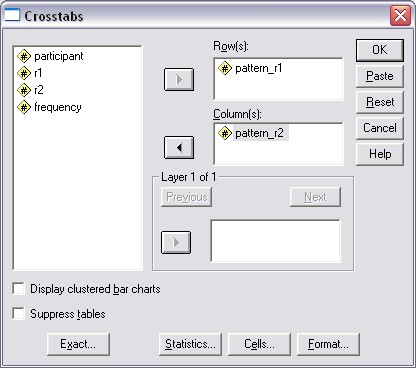 Crosstabs
participant
r1
r2
frequency
Row(s):
pattern_r1
Column(s):
pattern_r2
Layer 1 of 1
Previous
Next
OK
Paste
Reset
Cancel
Help
Display clustered bar charts
Suppress tables
Exact...
Statistics...
Cells...
Format...